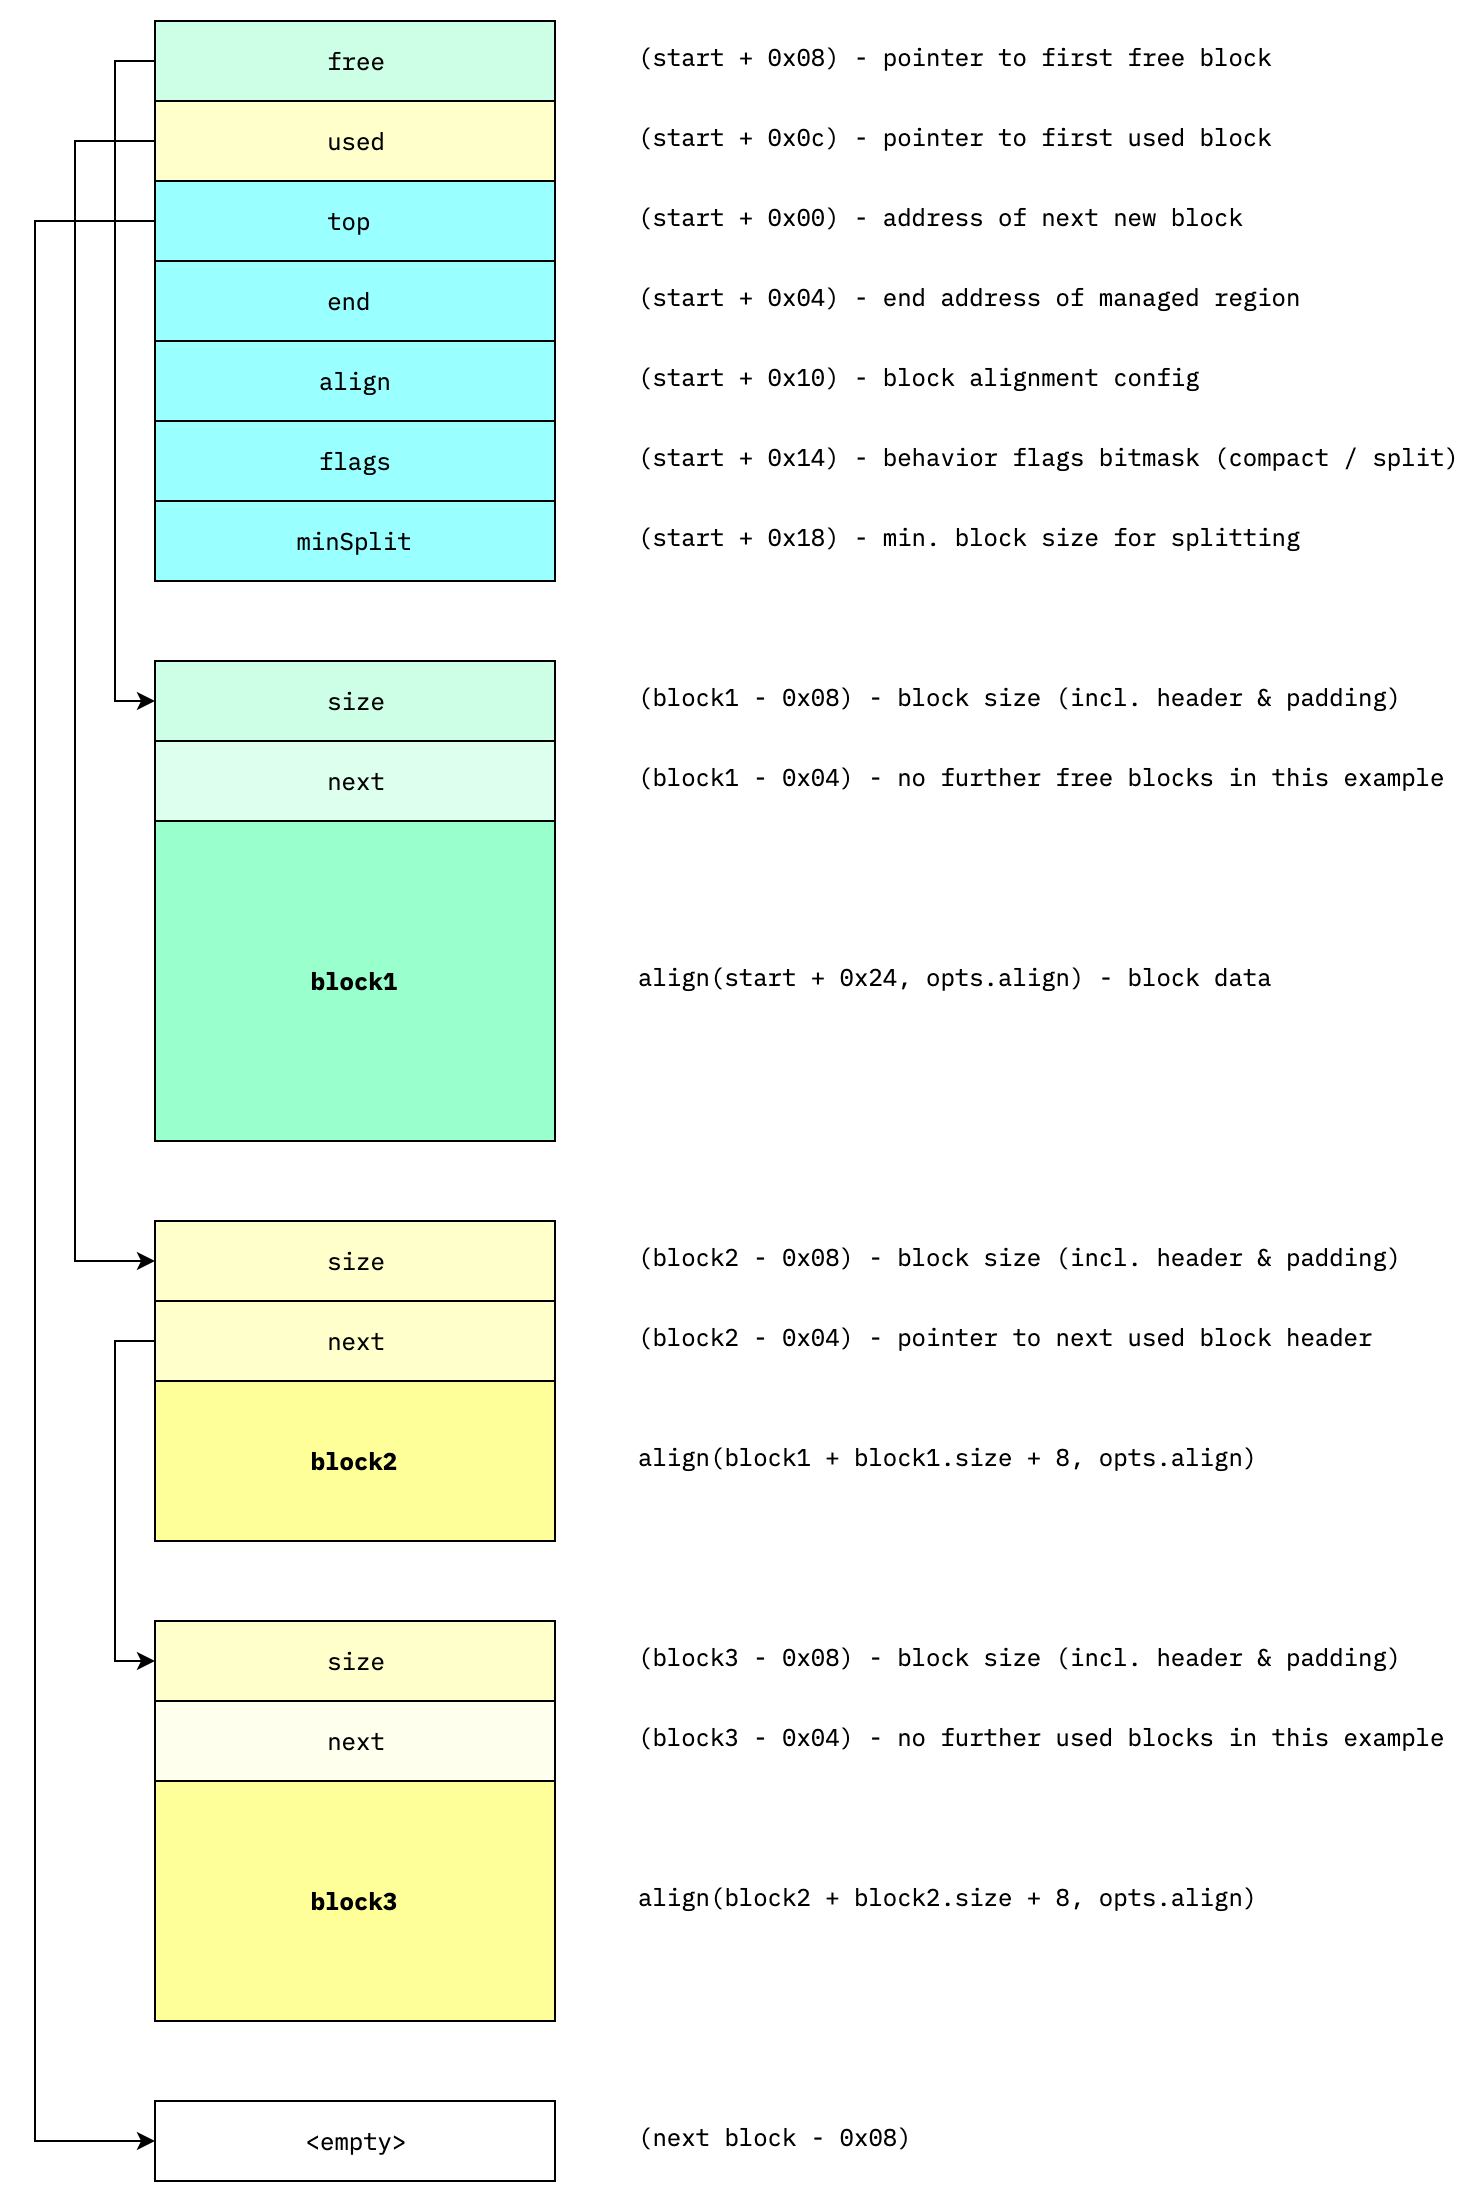 free (start + 0x08) - pointer to first free block
used (start + 0x0c) - pointer to first used block
top (start + 0x00) - address of next new block
end (start + 0x04) - end address of managed region
align (start + 0x10) - block alignment config
flags (start + 0x14) - behavior flags bitmask (compact / split)
minSplit (start + 0x18) - min. block size for splitting
size (block1 - 0x08) - block size (incl. header & padding)
next (block1 - 0x04) - no further free blocks in this example
block1 align(start + 0x24, opts.align) - block data
size (block2 - 0x08) - block size (incl. header & padding)
next (block2 - 0x04) - pointer to next used block header
block2 align(block1 + block1.size + 8, opts.align)
size (block3 - 0x08) - block size (incl. header & padding)
next (block3 - 0x04) - no further used blocks in this example
block3 align(block2 + block2.size + 8, opts.align)
<empty> (next block - 0x08)